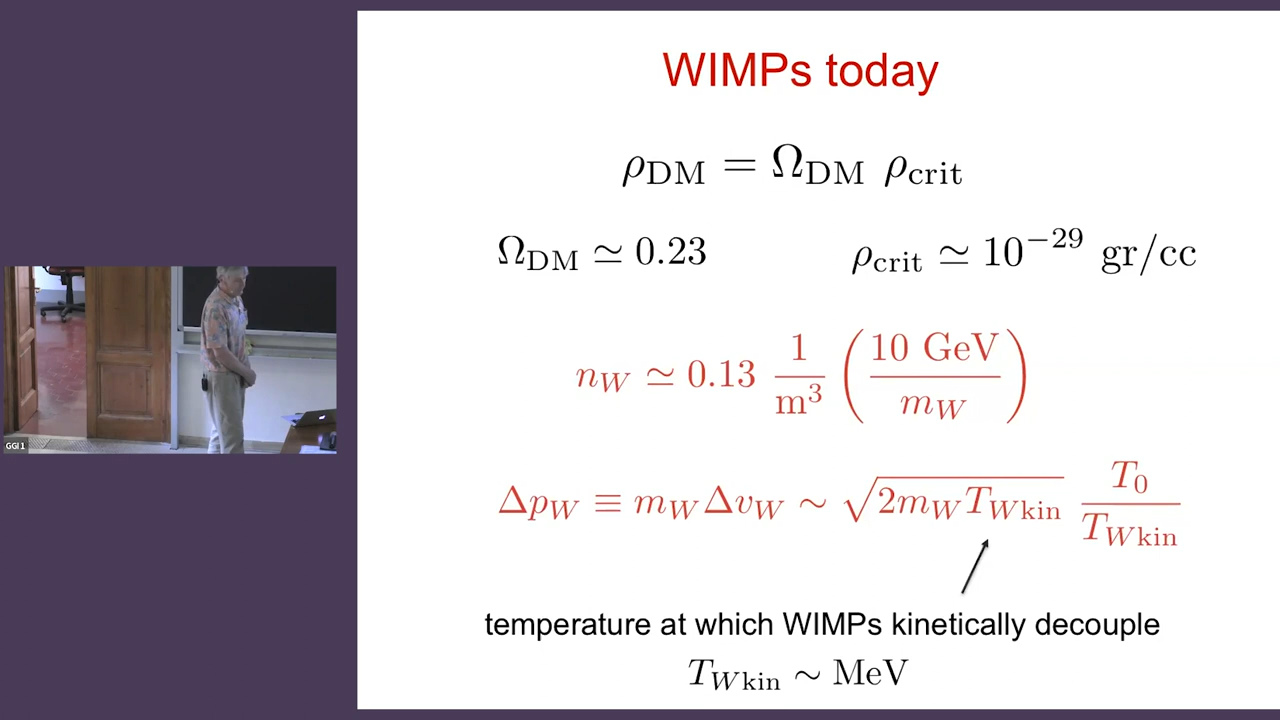 WIMPs today
ρ_DM = Ω_DM ρ_crit
Ω_DM ≃ 0.23
ρ_crit ≃ 10^−29 gr/cc
n_W ≃ 0.13 1/m^3 (10 GeV/m_W)
Δp_W ≡ m_W Δv_W ∼ √(2m_W T_Wkin) T_0/T_Wkin
temperature at which WIMPs kinetically decouple
T_Wkin ∼ MeV
GGI 1